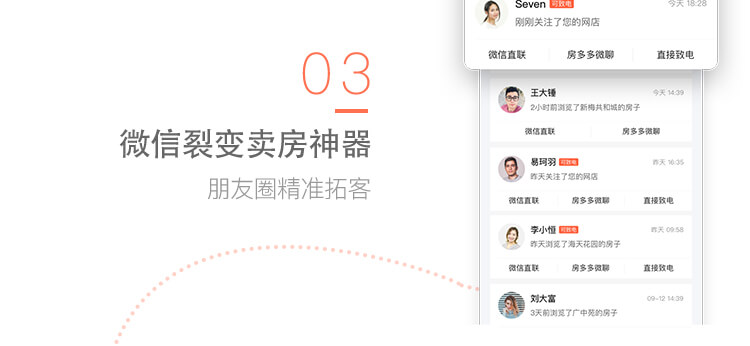 03
微信裂变卖房神器
朋友圈精准拓客
Seven 可致电 今天 18:28
刚刚关注了您的网店
微信直联 房多多微聊 直接致电
王大锤 今天 14:39
2小时前浏览了新梅共和城的房子
微信直联 房多多微聊
易珂羽 可致电 昨天 16:35
昨天关注了您的网店
微信直联 房多多微聊 直接致电
李小恒 可致电 昨天 09:58
昨天浏览了海天花园的房子
微信直联 房多多微聊 直接致电
刘大富 09-12 14:39
3天前浏览了广中苑的房子